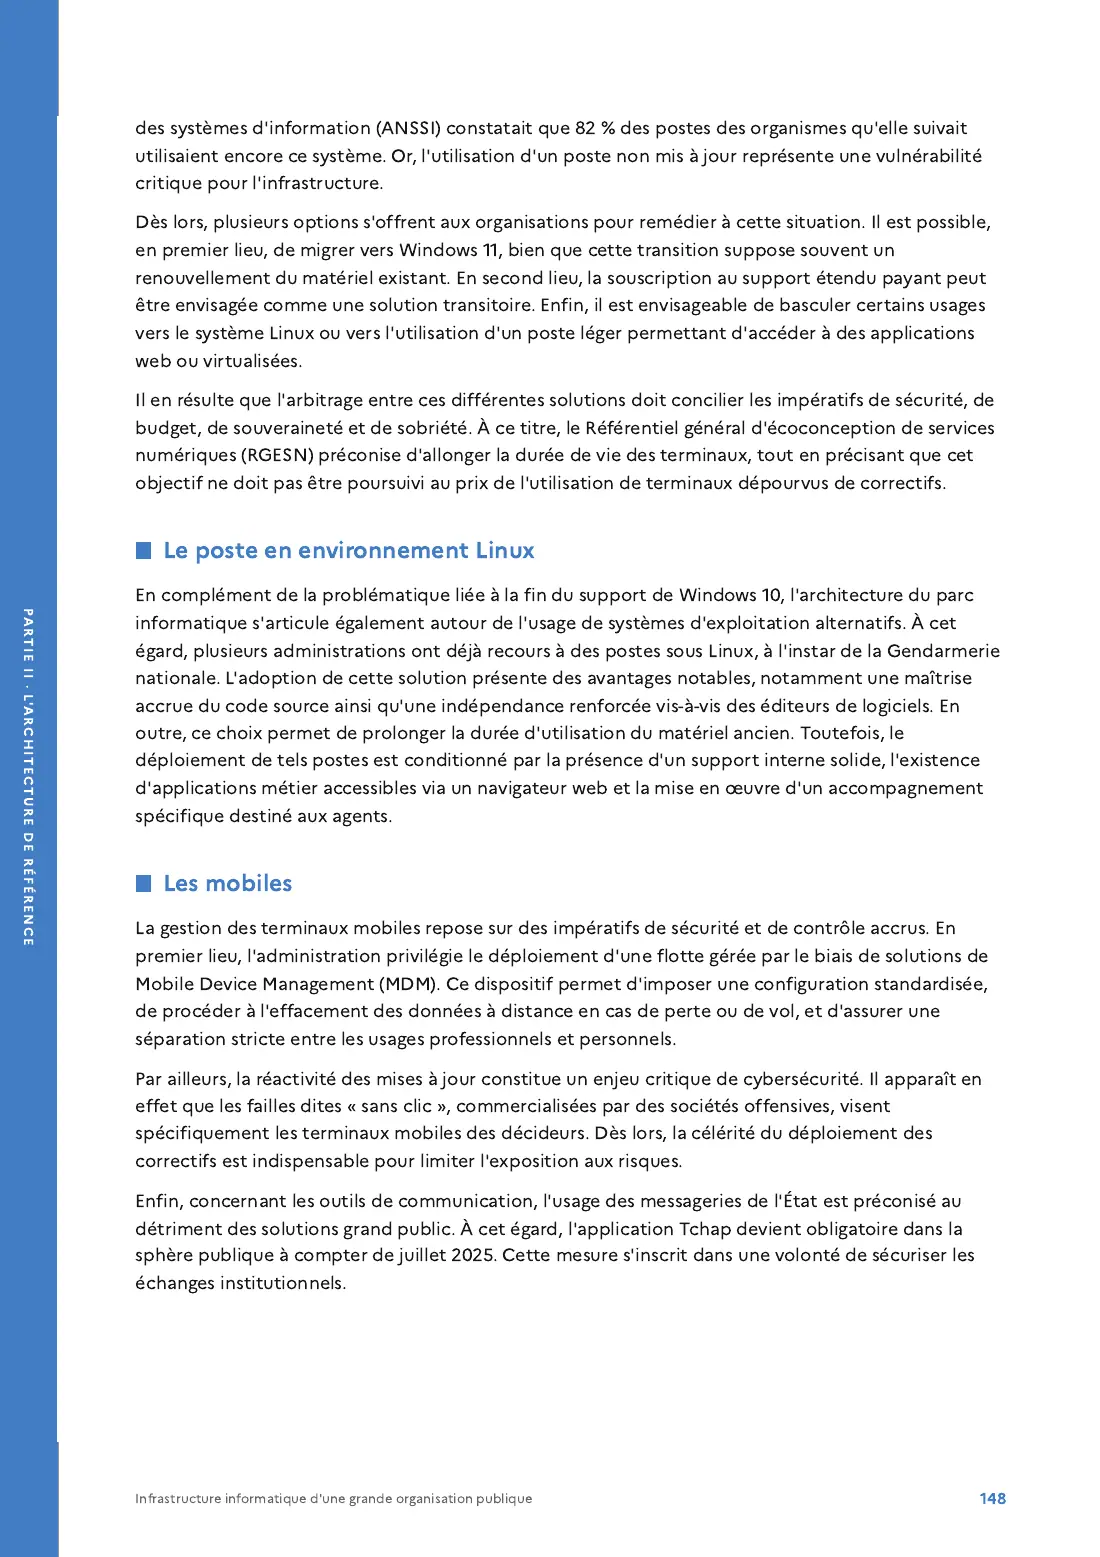 des systèmes d'information (ANSSI) constatait que 82 % des postes des organismes qu'elle suivait
utilisaient encore ce système. Or, l'utilisation d'un poste non mis à jour représente une vulnérabilité
critique pour l'infrastructure.
Dès lors, plusieurs options s'offrent aux organisations pour remédier à cette situation. Il est possible,
en premier lieu, de migrer vers Windows 11, bien que cette transition suppose souvent un
renouvellement du matériel existant. En second lieu, la souscription au support étendu payant peut
être envisagée comme une solution transitoire. Enfin, il est envisageable de basculer certains usages
vers le système Linux ou vers l'utilisation d'un poste léger permettant d'accéder à des applications
web ou virtualisées.
Il en résulte que l'arbitrage entre ces différentes solutions doit concilier les impératifs de sécurité, de
budget, de souveraineté et de sobriété. À ce titre, le Référentiel général d'écoconception de services
numériques (RGESN) préconise d'allonger la durée de vie des terminaux, tout en précisant que cet
objectif ne doit pas être poursuivi au prix de l'utilisation de terminaux dépourvus de correctifs.
Le poste en environnement Linux
En complément de la problématique liée à la fin du support de Windows 10, l'architecture du parc
informatique s'articule également autour de l'usage de systèmes d'exploitation alternatifs. À cet
égard, plusieurs administrations ont déjà recours à des postes sous Linux, à l'instar de la Gendarmerie
nationale. L'adoption de cette solution présente des avantages notables, notamment une maîtrise
accrue du code source ainsi qu'une indépendance renforcée vis-à-vis des éditeurs de logiciels. En
outre, ce choix permet de prolonger la durée d'utilisation du matériel ancien. Toutefois, le
déploiement de tels postes est conditionné par la présence d'un support interne solide, l'existence
d'applications métier accessibles via un navigateur web et la mise en œuvre d'un accompagnement
spécifique destiné aux agents.
Les mobiles
La gestion des terminaux mobiles repose sur des impératifs de sécurité et de contrôle accrus. En
premier lieu, l'administration privilégie le déploiement d'une flotte gérée par le biais de solutions de
Mobile Device Management (MDM). Ce dispositif permet d'imposer une configuration standardisée,
de procéder à l'effacement des données à distance en cas de perte ou de vol, et d'assurer une
séparation stricte entre les usages professionnels et personnels.
Par ailleurs, la réactivité des mises à jour constitue un enjeu critique de cybersécurité. Il apparaît en
effet que les failles dites « sans clic », commercialisées par des sociétés offensives, visent
spécifiquement les terminaux mobiles des décideurs. Dès lors, la célérité du déploiement des
correctifs est indispensable pour limiter l'exposition aux risques.
Enfin, concernant les outils de communication, l'usage des messageries de l'État est préconisé au
détriment des solutions grand public. À cet égard, l'application Tchap devient obligatoire dans la
sphère publique à compter de juillet 2025. Cette mesure s'inscrit dans une volonté de sécuriser les
échanges institutionnels.
PARTIE II · L'ARCHITECTURE DE RÉFÉRENCE
Infrastructure informatique d'une grande organisation publique
148